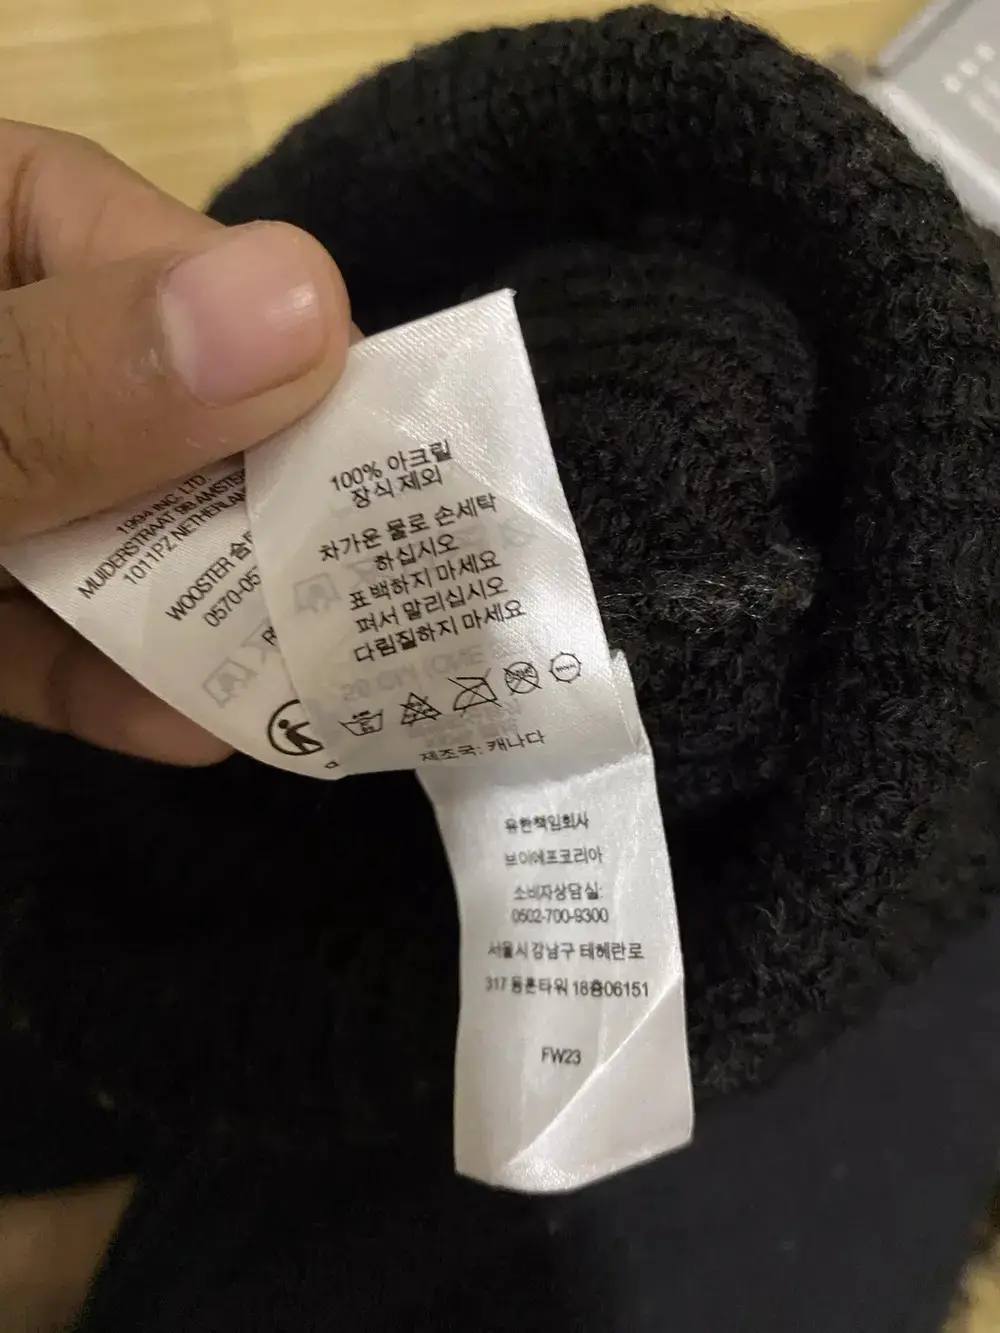 1994 INC. LTD.
MUIDERSTRAAT 9B, AMSTER
1011PZ NETHERLAN
WOOSTER
0570-05
100% 아크릴
장식 제외
차가운 물로 손세탁
하십시오
표백하지 마세요
펴서 말리십시오
다림질하지 마세요
제조국: 캐나다
유한책임회사
브이에프코리아
소비자상담실:
0502-700-9300
서울시 강남구 테헤란로
317 동훈타워 18층06151
FW23